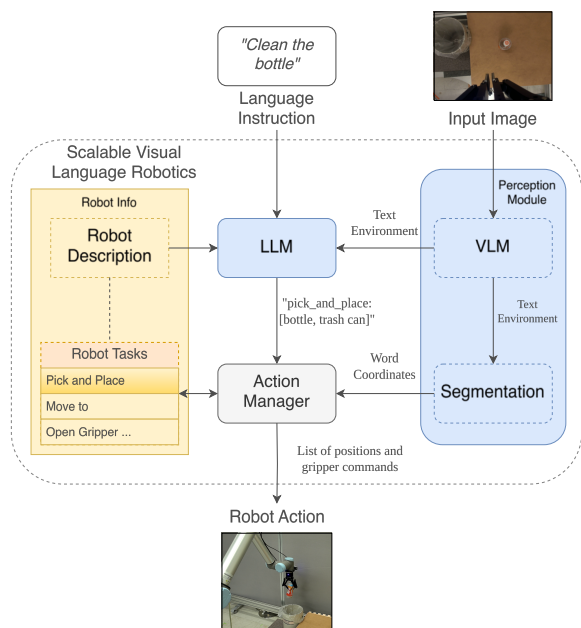 "Clean the
bottle"
Language
Instruction
Input Image
Scalable Visual
Language Robotics
Robot Info
Robot
Description
LLM
Text
Environment
Perception
Module
VLM
"pick_and_place:
[bottle, trash can]"
Text
Environment
Robot Tasks
Pick and Place
Move to
Open Gripper ...
Action
Manager
Word
Coordinates
Segmentation
List of positions and
gripper commands
Robot Action